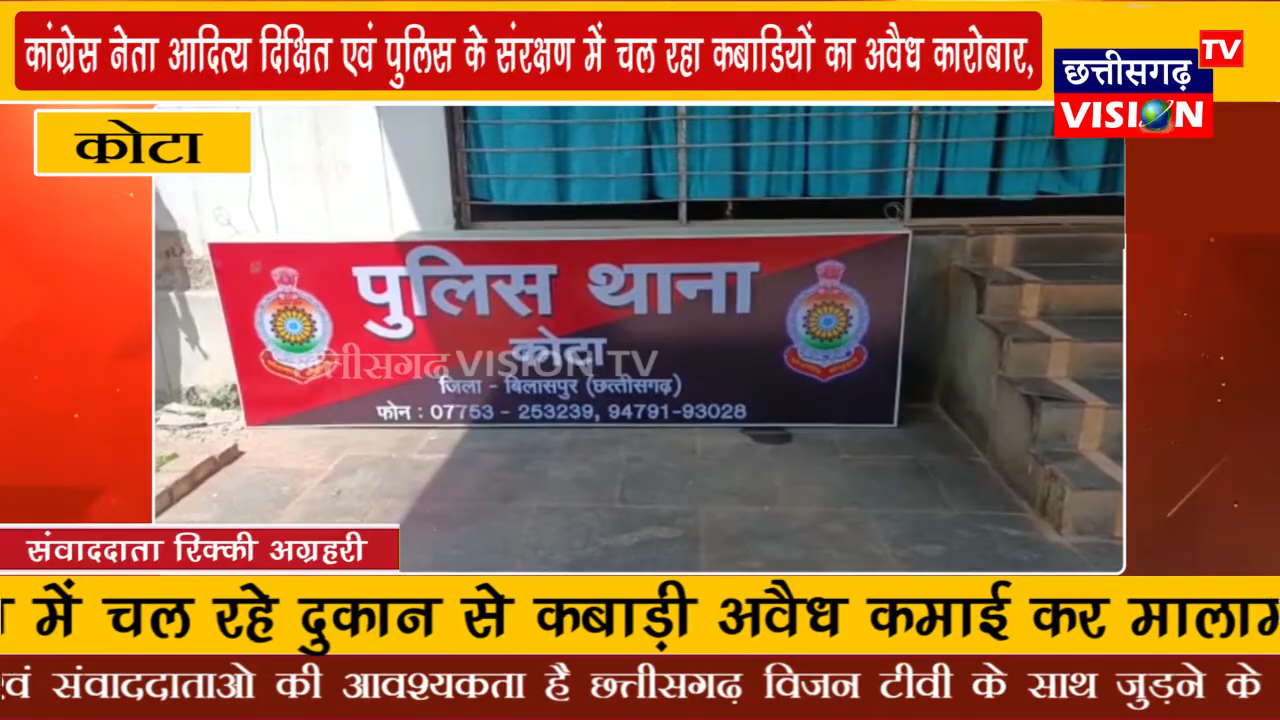 कांग्रेस नेता आदित्य दिक्षित एवं पुलिस के संरक्षण में चल रहा कबाडियों का अवैध कारोबार,
छत्तीसगढ़ TV
VISION
कोटा
पुलिस थाना
कोटा
छत्तीसगढ़ VISION TV
जिला - बिलासपुर (छत्तीसगढ़)
फोन : 07753 - 253239, 94791-93028
संवाददाता रिक्की अग्रहरी
में चल रहे दुकान से कबाड़ी अवैध कमाई कर
संवाददाताओ की आवश्यकता है छत्तीसगढ़ विजन टीवी के साथ जुड़ने के